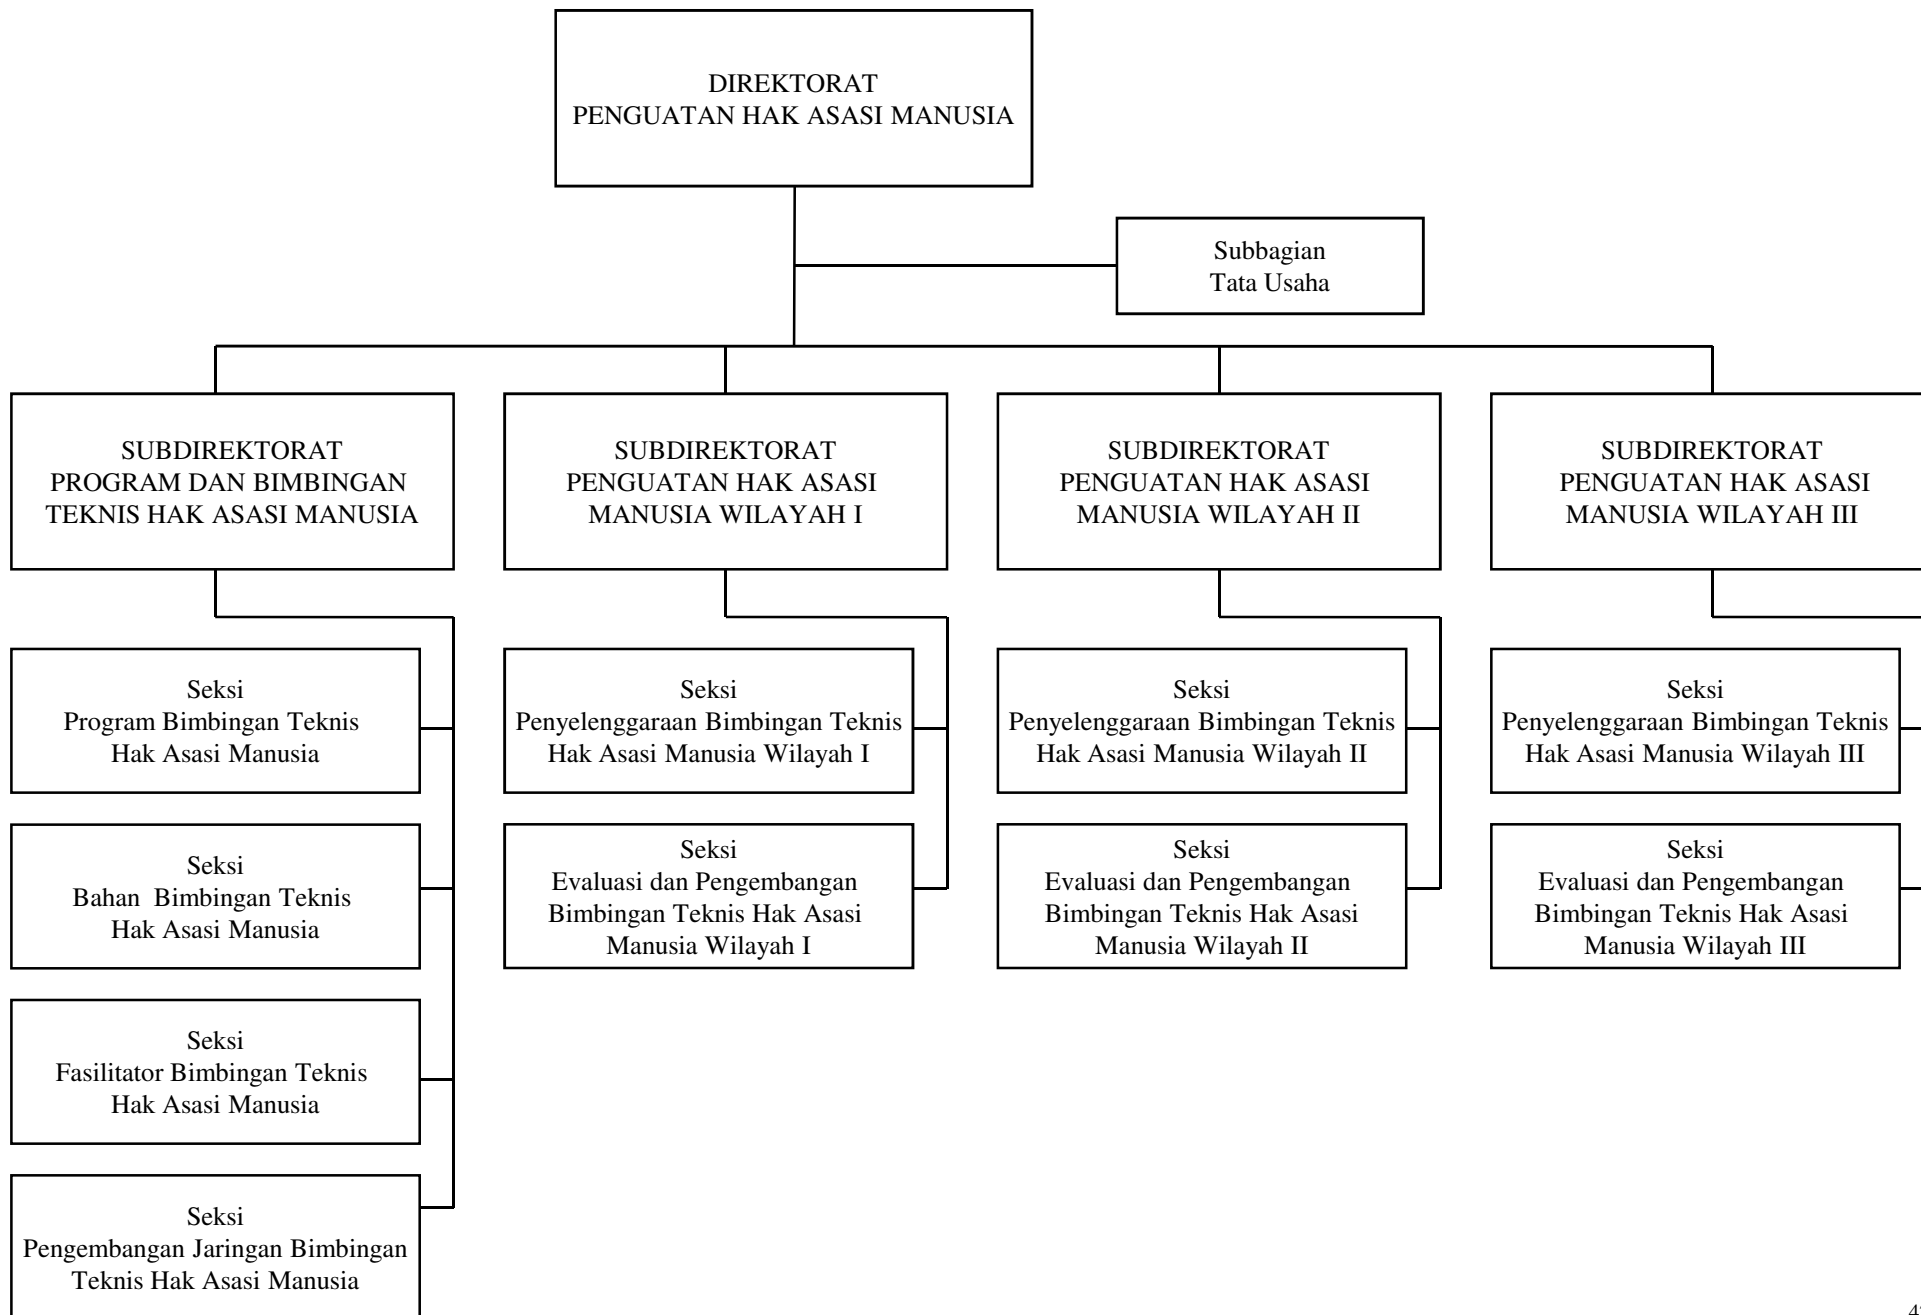 DIREKTORAT
PENGUATAN HAK ASASI MANUSIA
Subbagian
Tata Usaha
SUBDIREKTORAT
PROGRAM DAN BIMBINGAN
TEKNIS HAK ASASI MANUSIA
SUBDIREKTORAT
PENGUATAN HAK ASASI
MANUSIA WILAYAH I
SUBDIREKTORAT
PENGUATAN HAK ASASI
MANUSIA WILAYAH II
SUBDIREKTORAT
PENGUATAN HAK ASASI
MANUSIA WILAYAH III
Seksi
Program Bimbingan Teknis
Hak Asasi Manusia
Seksi
Penyelenggaraan Bimbingan Teknis
Hak Asasi Manusia Wilayah I
Seksi
Penyelenggaraan Bimbingan Teknis
Hak Asasi Manusia Wilayah II
Seksi
Penyelenggaraan Bimbingan Teknis
Hak Asasi Manusia Wilayah III
Seksi
Bahan  Bimbingan Teknis
Hak Asasi Manusia
Seksi
Evaluasi dan Pengembangan
Bimbingan Teknis Hak Asasi
Manusia Wilayah I
Seksi
Evaluasi dan Pengembangan
Bimbingan Teknis Hak Asasi
Manusia Wilayah II
Seksi
Evaluasi dan Pengembangan
Bimbingan Teknis Hak Asasi
Manusia Wilayah III
Seksi
Fasilitator Bimbingan Teknis
Hak Asasi Manusia
Seksi
Pengembangan Jaringan Bimbingan
Teknis Hak Asasi Manusia